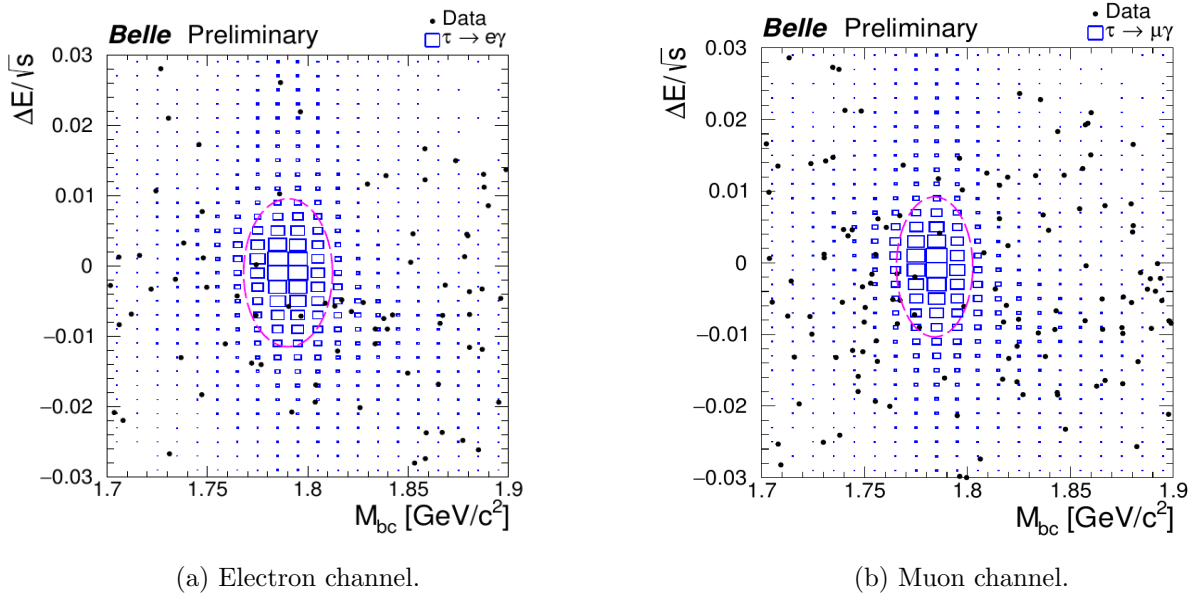 Belle Preliminary
Data
τ → eγ
ΔE/√s
0.03
0.02
0.01
0
−0.01
−0.02
−0.03
1.7 1.75 1.8 1.85 1.9
M_bc [GeV/c²]
(a) Electron channel.
Belle Preliminary
Data
τ → μγ
ΔE/√s
0.03
0.02
0.01
0
−0.01
−0.02
−0.03
1.7 1.75 1.8 1.85 1.9
M_bc [GeV/c²]
(b) Muon channel.